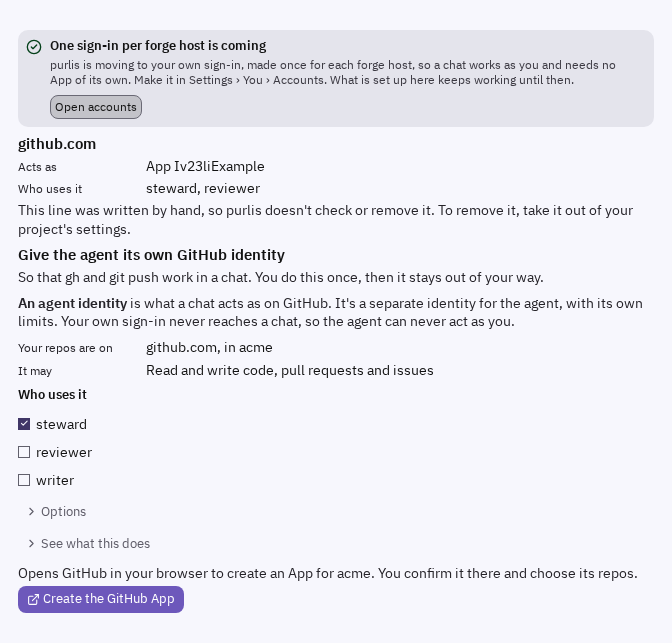 One sign-in per forge host is coming
purlis is moving to your own sign-in, made once for each forge host, so a chat works as you and needs no
App of its own. Make it in Settings › You › Accounts. What is set up here keeps working until then.
Open accounts
github.com
Acts as App Iv23liExample
Who uses it steward, reviewer
This line was written by hand, so purlis doesn't check or remove it. To remove it, take it out of your
project's settings.
Give the agent its own GitHub identity
So that gh and git push work in a chat. You do this once, then it stays out of your way.
An agent identity is what a chat acts as on GitHub. It's a separate identity for the agent, with its own
limits. Your own sign-in never reaches a chat, so the agent can never act as you.
Your repos are on github.com, in acme
It may Read and write code, pull requests and issues
Who uses it
steward
reviewer
writer
Options
See what this does
Opens GitHub in your browser to create an App for acme. You confirm it there and choose its repos.
Create the GitHub App